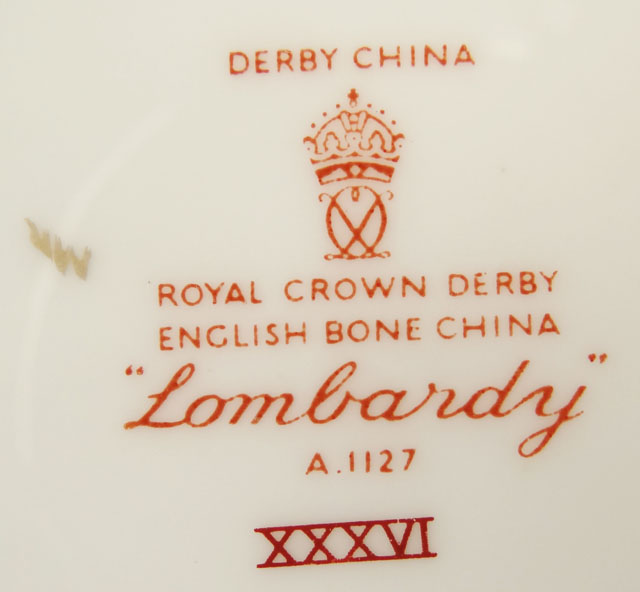 DERBY CHINA
ROYAL CROWN DERBY
ENGLISH BONE CHINA
"Lombardy"
A.1127
XXXVI